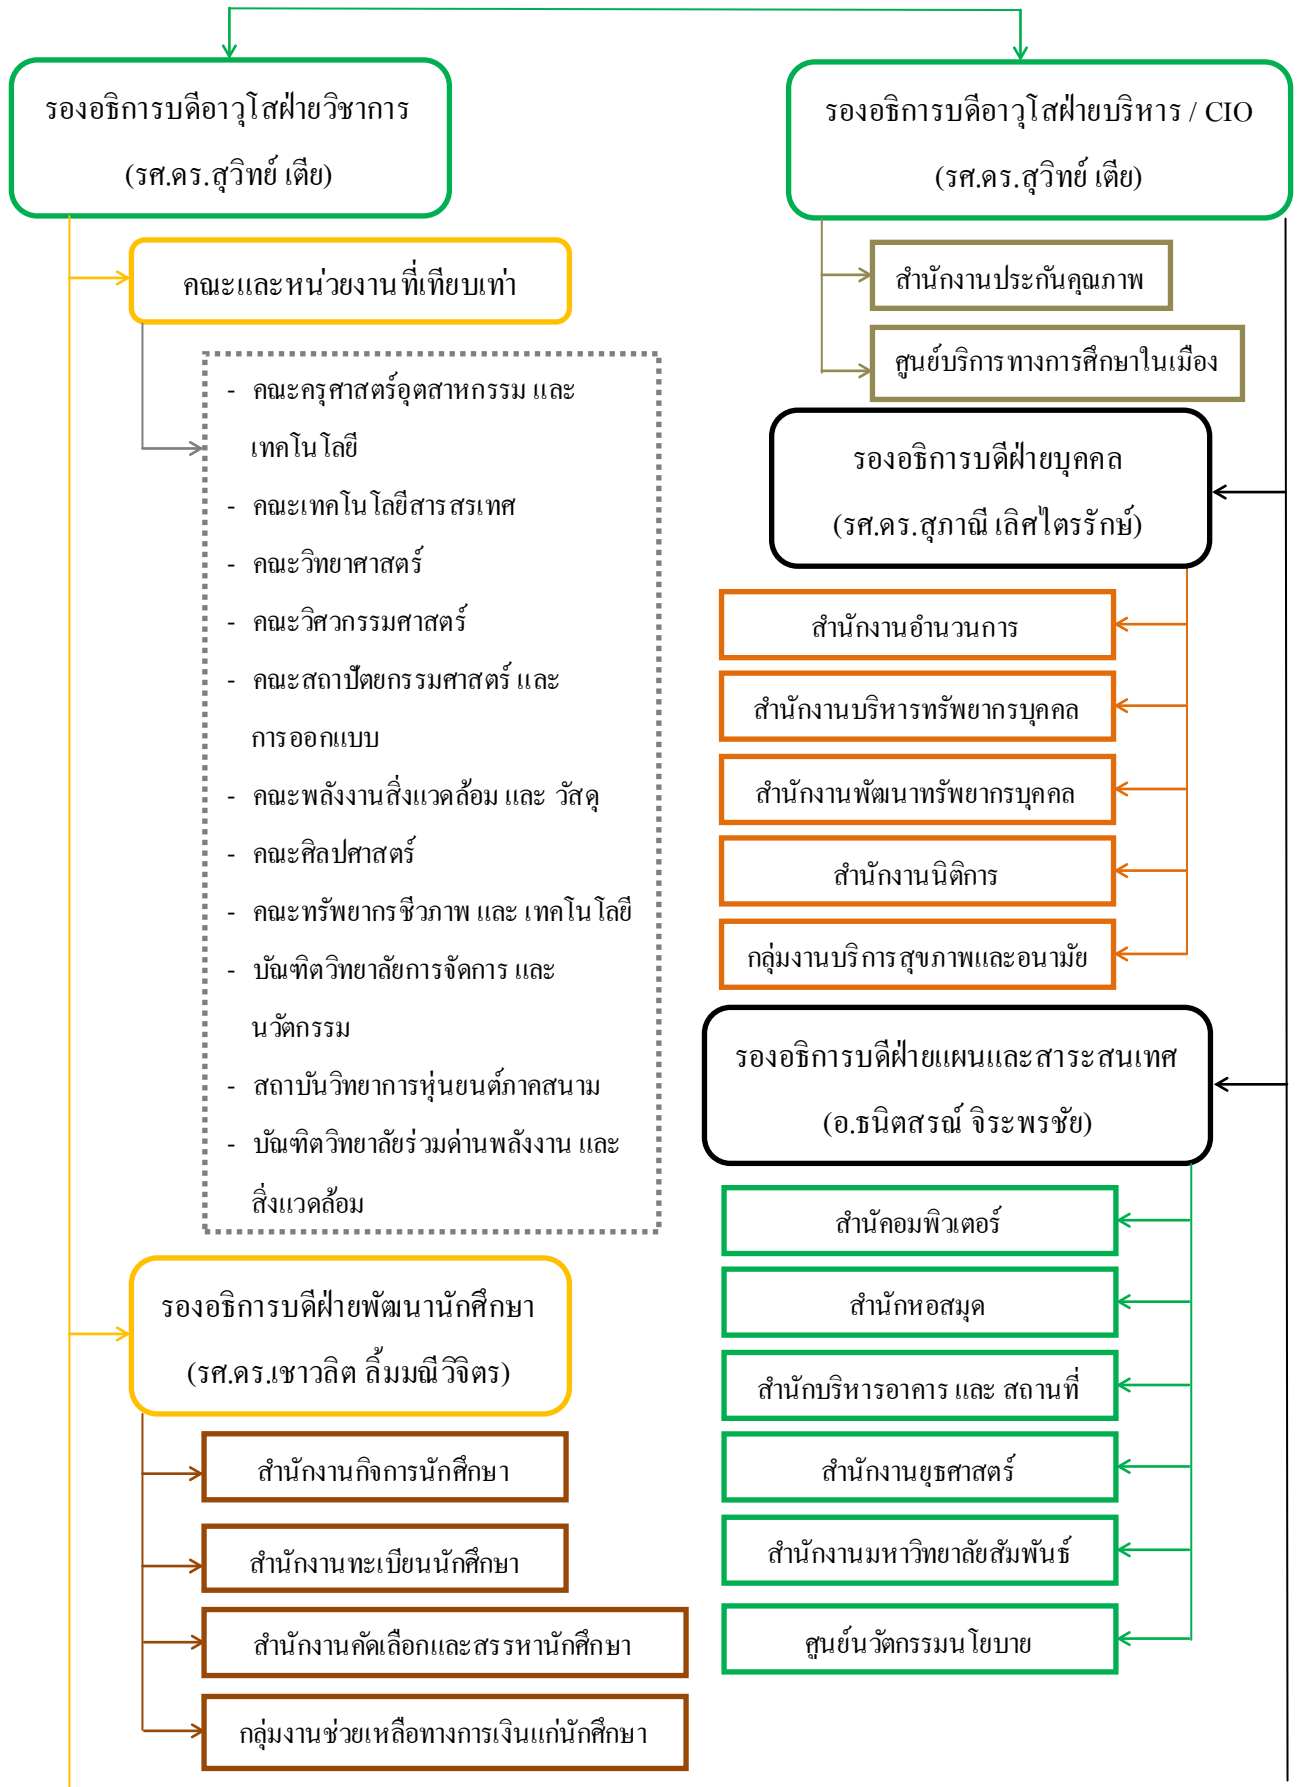 รองอธิการบดีอาวุโสฝ่ายวิชาการ
(รศ.ดร.สุวิทย์ เตีย)
คณะและหน่วยงานที่เทียบเท่า
- คณะครุศาสตร์อุตสาหกรรม และ
เทคโนโลยี
- คณะเทคโนโลยีสารสรเทศ
- คณะวิทยาศาสตร์
- คณะวิศวกรรมศาสตร์
- คณะสถาปัตยกรรมศาสตร์ และ
การออกแบบ
- คณะพลังงานสิ่งแวดล้อม และ วัสดุ
- คณะศิลปศาสตร์
- คณะทรัพยากรชีวภาพ และ เทคโนโลยี
- บัณฑิตวิทยาลัยการจัดการ และ
นวัตกรรม
- สถาบันวิทยาการหุ่นยนต์ภาคสนาม
- บัณฑิตวิทยาลัยร่วมด้านพลังงาน และ
สิ่งแวดล้อม
รองอธิการบดีฝ่ายพัฒนานักศึกษา
(รศ.ดร.เชาวลิต ลิ้มมณีวิจิตร)
สำนักงานกิจการนักศึกษา
สำนักงานทะเบียนนักศึกษา
สำนักงานคัดเลือกและสรรหานักศึกษา
กลุ่มงานช่วยเหลือทางการเงินแก่นักศึกษา
รองอธิการบดีอาวุโสฝ่ายบริหาร / CIO
(รศ.ดร.สุวิทย์ เตีย)
สำนักงานประกันคุณภาพ
ศูนย์บริการทางการศึกษาในเมือง
รองอธิการบดีฝ่ายบุคคล
(รศ.ดร.สุภาณี เลิศไตรรักษ์)
สำนักงานอำนวนการ
สำนักงานบริหารทรัพยากรบุคคล
สำนักงานพัฒนาทรัพยากรบุคคล
สำนักงานนิติการ
กลุ่มงานบริการสุขภาพและอนามัย
รองอธิการบดีฝ่ายแผนและสาระสนเทศ
(อ.ธนิตสรณ์ จิระพรชัย)
สำนัคอมพิวเตอร์
สำนักหอสมุด
สำนักบริหารอาคาร และ สถานที่
สำนักงานยุธศาสตร์
สำนักงานมหาวิทยาลัยสัมพันธ์
ศูนย์นวัตกรรมนโยบาย